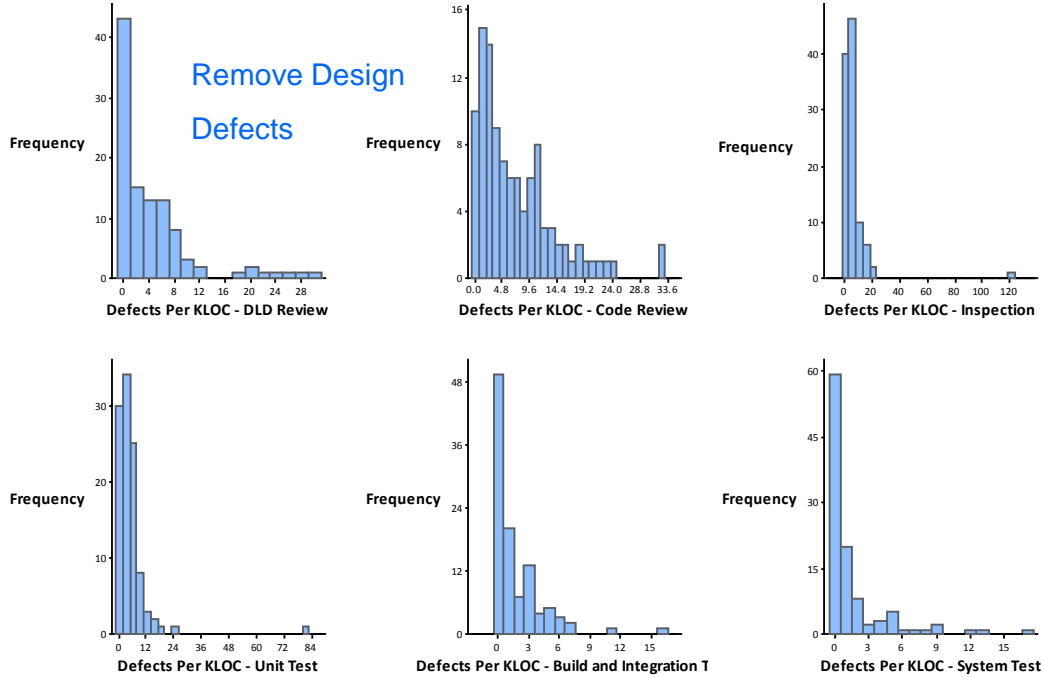 40
30
20
10
0
Frequency
0 4 8 12 16 20 24 28
Defects Per KLOC - DLD Review
Remove Design
Defects
16
12
8
4
0
Frequency
0.0 4.8 9.6 14.4 19.2 24.0 28.8 33.6
Defects Per KLOC - Code Review
40
30
20
10
0
Frequency
0 20 40 60 80 100 120
Defects Per KLOC - Inspection
30
20
10
0
Frequency
0 12 24 36 48 60 72 84
Defects Per KLOC - Unit Test
48
36
24
12
0
Frequency
0 3 6 9 12 15
Defects Per KLOC - Build and Integration T
60
45
30
15
0
Frequency
0 3 6 9 12 15
Defects Per KLOC - System Test